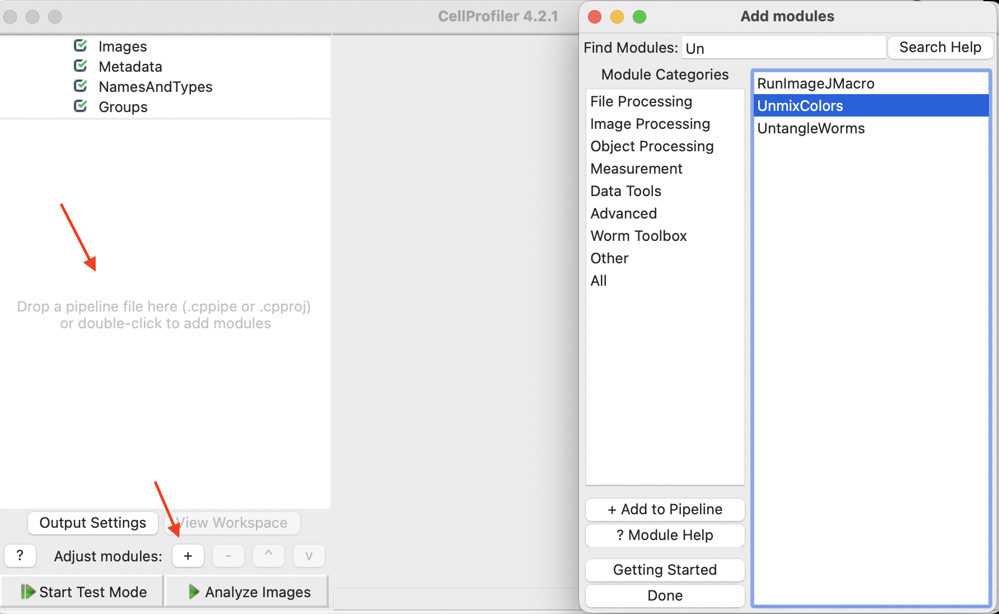 CellProfiler 4.2.1
Images
Metadata
NamesAndTypes
Groups
Drop a pipeline file here (.cppipe or .cpproj)
or double-click to add modules
Output Settings
View Workspace
?
Adjust modules:
+
-
^
v
Start Test Mode
Analyze Images
Add modules
Find Modules: Un
Search Help
Module Categories
File Processing
Image Processing
Object Processing
Measurement
Data Tools
Advanced
Worm Toolbox
Other
All
RunImageJMacro
UnmixColors
UntangleWorms
+ Add to Pipeline
? Module Help
Getting Started
Done